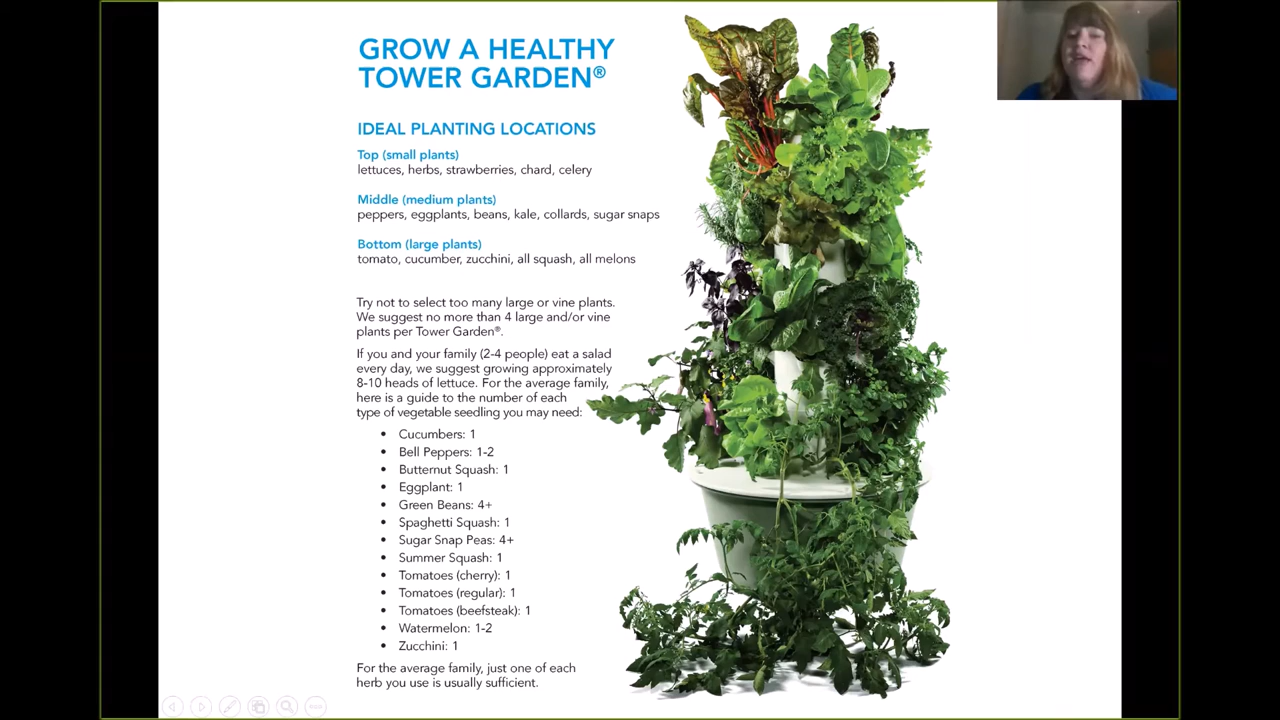 GROW A HEALTHY
TOWER GARDEN®
IDEAL PLANTING LOCATIONS
Top (small plants)
lettuces, herbs, strawberries, chard, celery
Middle (medium plants)
peppers, eggplants, beans, kale, collards, sugar snaps
Bottom (large plants)
tomato, cucumber, zucchini, all squash, all melons
Try not to select too many large or vine plants.
We suggest no more than 4 large and/or vine
plants per Tower Garden®.
If you and your family (2-4 people) eat a salad
every day, we suggest growing approximately
8-10 heads of lettuce. For the average family,
here is a guide to the number of each
type of vegetable seedling you may need:
• Cucumbers: 1
• Bell Peppers: 1-2
• Butternut Squash: 1
• Eggplant: 1
• Green Beans: 4+
• Spaghetti Squash: 1
• Sugar Snap Peas: 4+
• Summer Squash: 1
• Tomatoes (cherry): 1
• Tomatoes (regular): 1
• Tomatoes (beefsteak): 1
• Watermelon: 1-2
• Zucchini: 1
For the average family, just one of each
herb you use is usually sufficient.